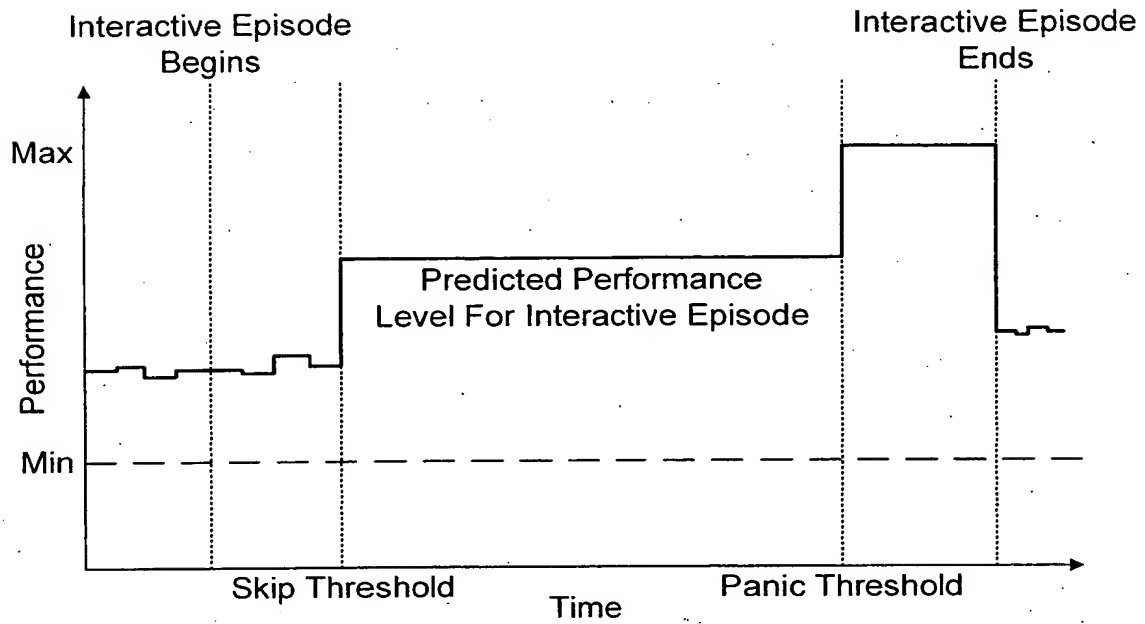 Interactive Episode
Begins
Interactive Episode
Ends
Max
Performance
Predicted Performance
Level For Interactive Episode
Min
Skip Threshold
Panic Threshold
Time